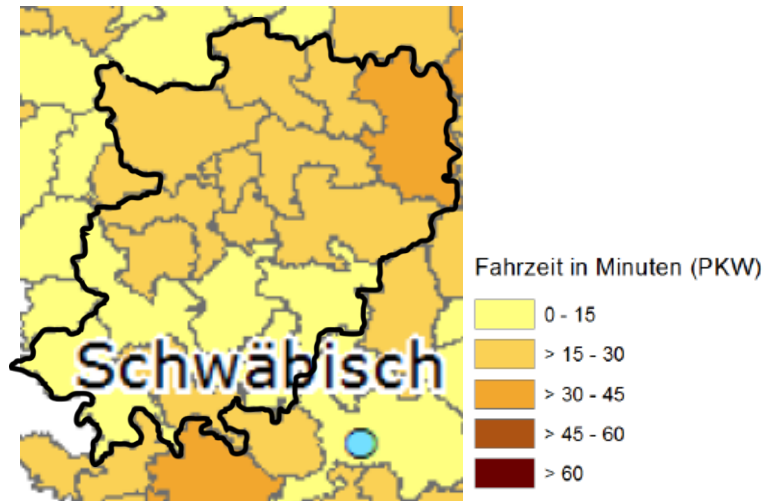 Schwäbisch
Fahrzeit in Minuten (PKW)
0 - 15
> 15 - 30
> 30 - 45
> 45 - 60
> 60